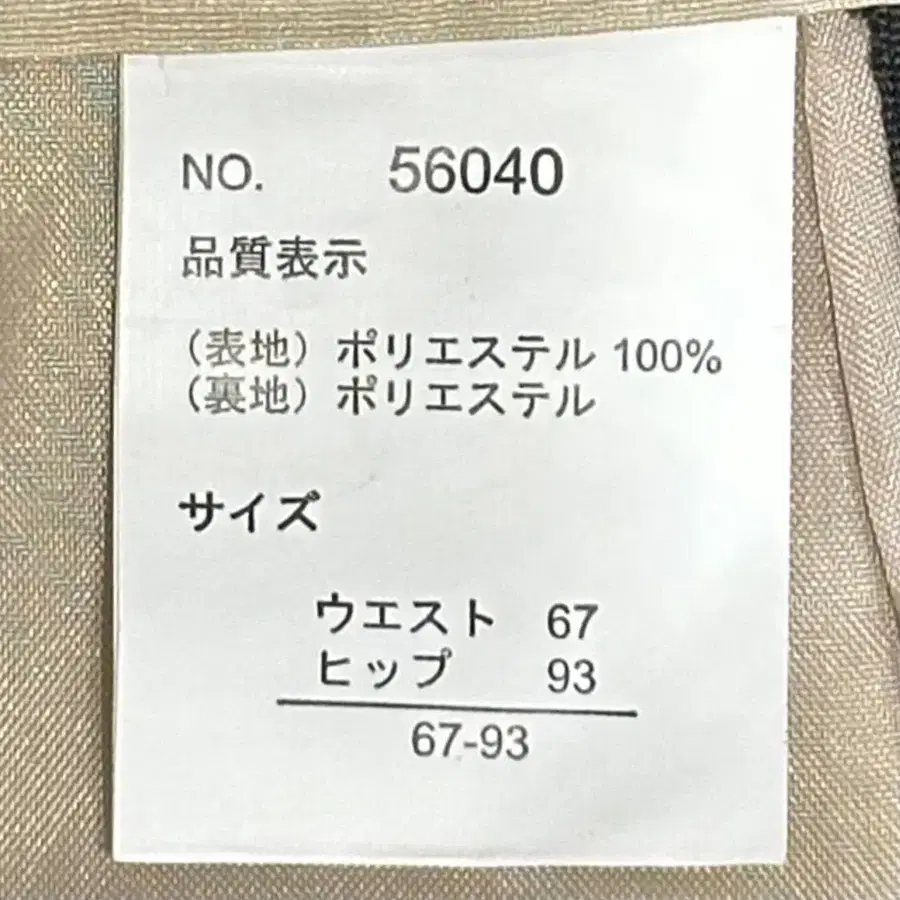 NO. 56040
品質表示
（表地）ポリエステル 100%
（裏地）ポリエステル
サイズ
ウエスト 67
ヒップ 93
67-93